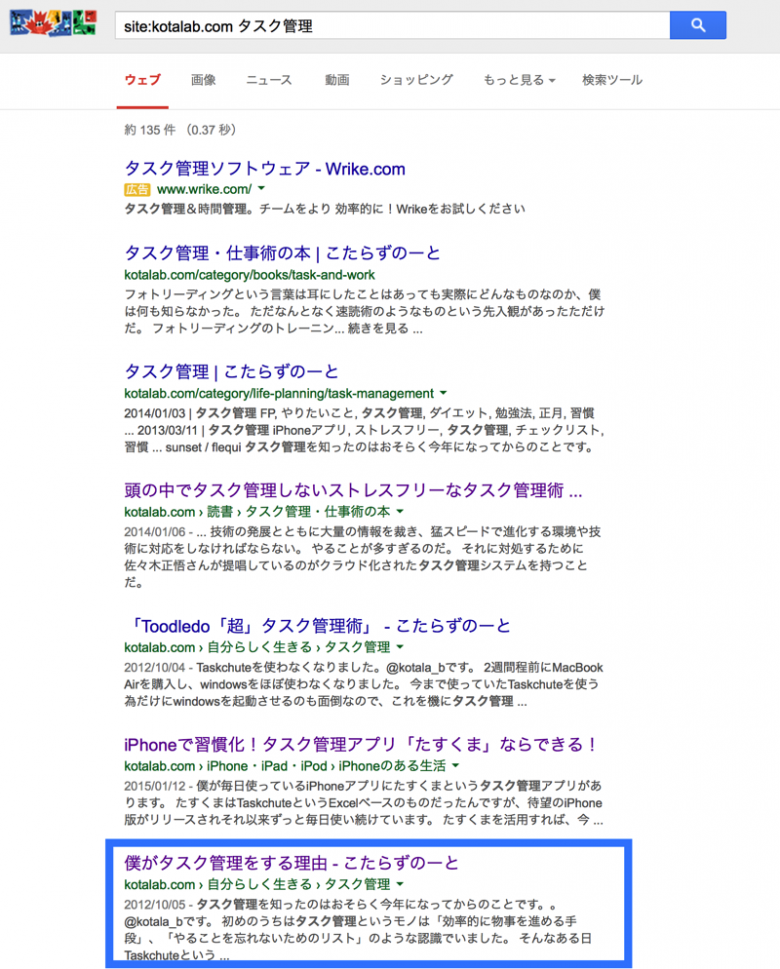 site:kotalab.com タスク管理
ウェブ 画像 ニュース 動画 ショッピング もっと見る 検索ツール
約 135 件 （0.37 秒）
タスク管理ソフトウェア - Wrike.com
広告 www.wrike.com/
タスク管理＆時間管理。チームをより 効率的に！Wrikeをお試しください
タスク管理・仕事術の本 | こたらずのーと
kotalab.com/category/books/task-and-work
フォトリーディングという言葉は耳にしたことはあっても実際にどんなものなのか、僕
は何も知らなかった。 ただなんとなく速読術のようなものという先入観があっただけ
だ。 フォトリーディングのトレーニン... 続きを見る ...
タスク管理 | こたらずのーと
kotalab.com/category/life-planning/task-management
2014/01/03 | タスク管理 FP, やりたいこと, タスク管理, ダイエット, 勉強法, 正月, 習慣
... 2013/03/11 | タスク管理 iPhoneアプリ, ストレスフリー, タスク管理, チェックリスト,
習慣 ... sunset / flequi タスク管理を知ったのはおそらく今年になってからのことです。
頭の中でタスク管理しないストレスフリーなタスク管理術 ...
kotalab.com › 読書 › タスク管理・仕事術の本
2014/01/06 - ... 技術の発展とともに大量の情報を裁き、猛スピードで進化する環境や技
術に対応をしなければならない。 やることが多すぎるのだ。 それに対処するために
佐々木正悟さんが提唱しているのがクラウド化されたタスク管理システムを持つこと
だ。
「Toodledo「超」タスク管理術」 - こたらずのーと
kotalab.com › 自分らしく生きる › タスク管理
2012/10/04 - Taskchuteを使わなくなりました。@kotala_bです。 2週間程前にMacBook
Airを購入し、windowsをほぼ使わなくなりました。 今まで使っていたTaskchuteを使う
為だけにwindowsを起動させるのも面倒なので、これを機にタスク管理 ...
iPhoneで習慣化！タスク管理アプリ「たすくま」ならできる！
kotalab.com › iPhone・iPad・iPod › iPhoneのある生活
2015/01/12 - 僕が毎日使っているiPhoneアプリにたすくまというタスク管理アプリがあ
ります。 たすくまはTaskchuteというExcelベースのものだったんですが、待望のiPhone
版がリリースされそれ以来ずっと毎日使い続けています。 たすくまを活用すれば、今 ...
僕がタスク管理をする理由 - こたらずのーと
kotalab.com › 自分らしく生きる › タスク管理
2012/10/05 - タスク管理を知ったのはおそらく今年になってからのことです。。
@kotala_bです。 初めのうちはタスク管理というモノは「効率的に物事を進める手
段」、「やることを忘れないためのリスト」のような認識でいました。 そんなある日
Taskchuteという ...